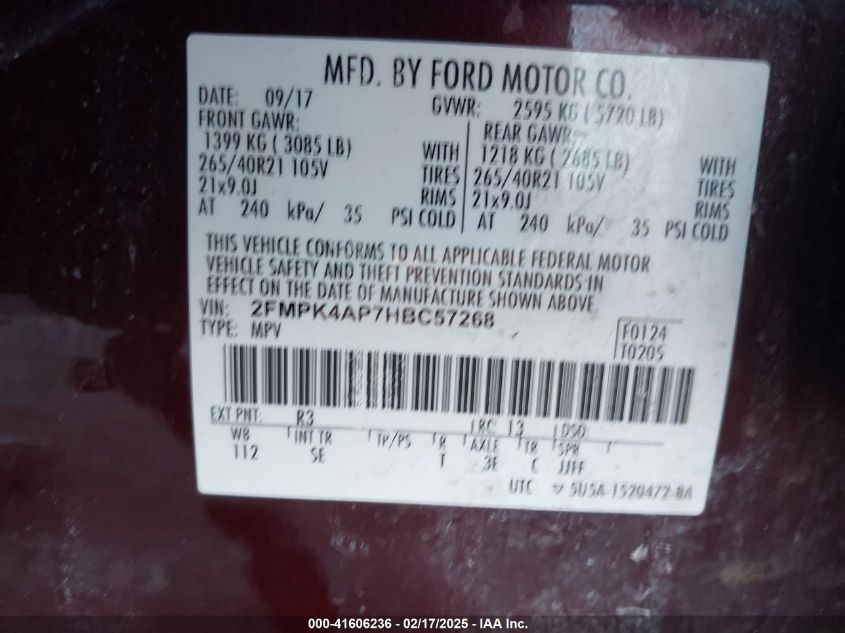 MFD. BY FORD MOTOR CO.
DATE: 09/17 GVWR: 2595 KG ( 5720 LB)
FRONT GAWR: REAR GAWR:
1399 KG ( 3085 LB) WITH 1218 KG ( 2685 LB) WITH
265/40R21 105V TIRES 265/40R21 105V TIRES
21x9.0J RIMS 21x9.0J RIMS
AT 240 kPa/ 35 PSI COLD AT 240 kPa/ 35 PSI COLD
THIS VEHICLE CONFORMS TO ALL APPLICABLE FEDERAL MOTOR
VEHICLE SAFETY AND THEFT PREVENTION STANDARDS IN
EFFECT ON THE DATE OF MANUFACTURE SHOWN ABOVE.
VIN: 2FMPK4AP7HBC57268
TYPE: MPV
F0124
T0205
EXT PNT: R3 RC: 13 DSO:
WB INT TR TP/PS R AXLE TR SPR
112 SE T 3E C JJFF
UTC 5U5A-1520472-BA
000-41606236 - 02/17/2025 - IAA Inc.